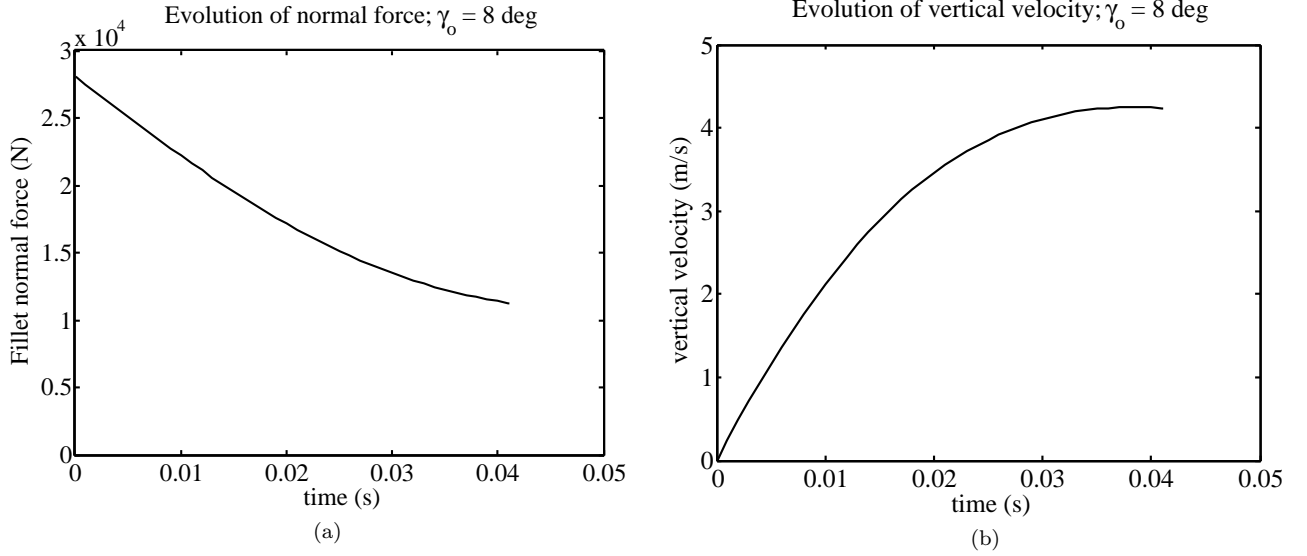 Evolution of normal force; γo = 8 deg
x 10^4
3
2.5
2
1.5
1
0.5
0
Fillet normal force (N)
0 0.01 0.02 0.03 0.04 0.05
time (s)
(a)
Evolution of vertical velocity; γo = 8 deg
5
4
3
2
1
0
vertical velocity (m/s)
0 0.01 0.02 0.03 0.04 0.05
time (s)
(b)